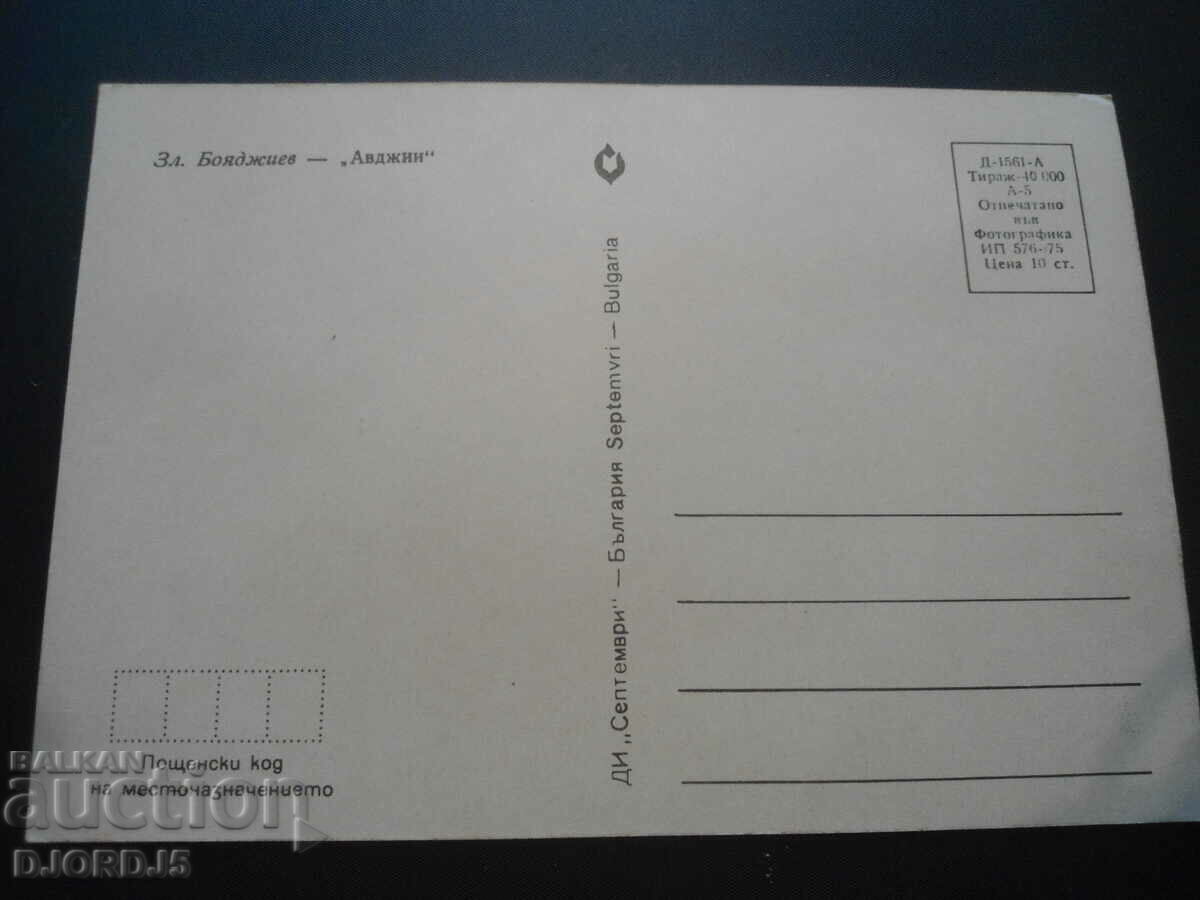 Зл. Бояджиев — „Авджии“
Д-1561-А
Тираж-40 000
А-5
Отпечатано
във
Фотографика
ИП 576-75
Цена 10 ст.
ДИ „Септември“ — България Septemvri — Bulgaria
Пощенски код
на местоназначението
BALKAN
auction
DJORDJ5